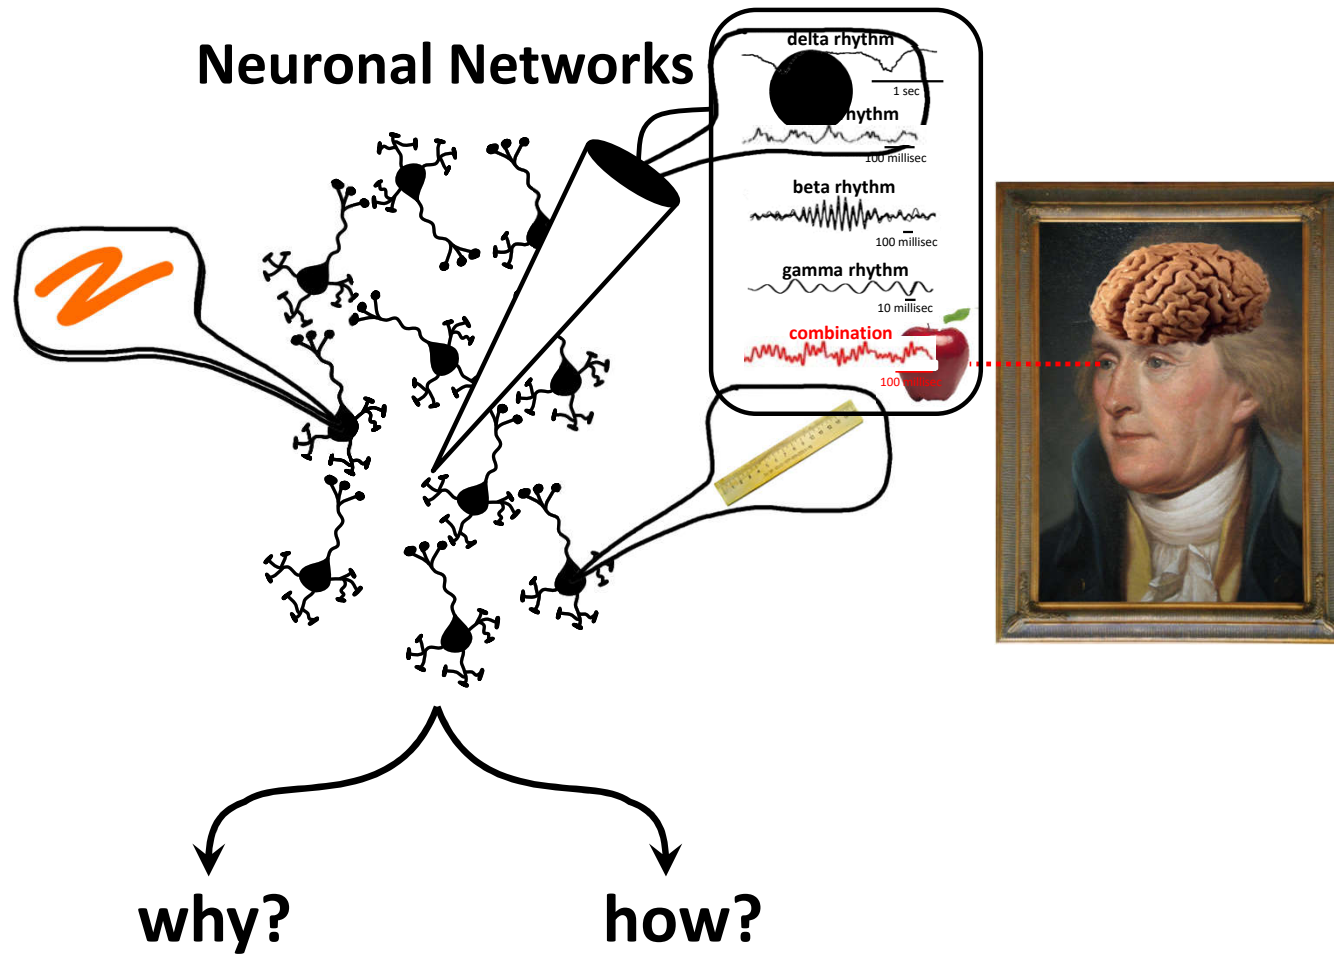 Neuronal Networks
delta rhythm
1 sec
hythm
100 millisec
beta rhythm
100 millisec
gamma rhythm
10 millisec
combination
100
why?
how?